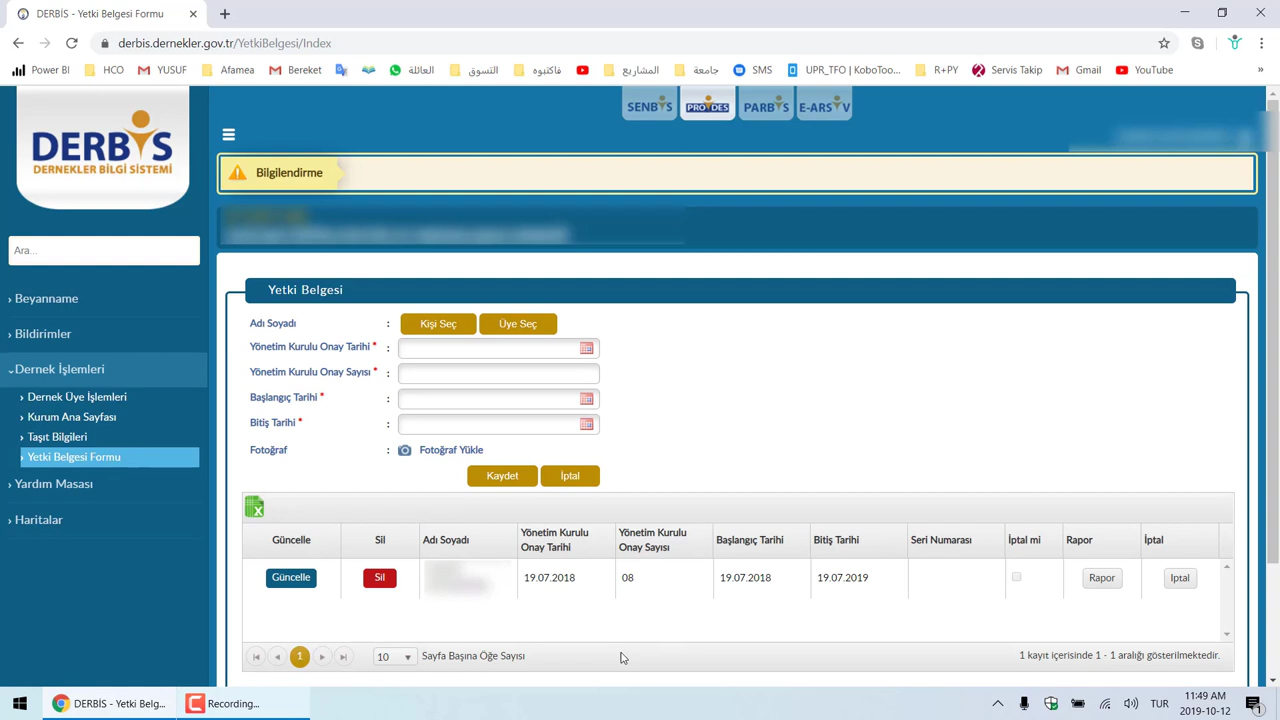 DERBİS - Yetki Belgesi Formu
derbis.dernekler.gov.tr/YetkiBelgesi/Index
Power BI
HCO
YUSUF
Afamea
Bereket
العائلة
التسوق
فاكتيوه
المشاريع
جامعة
SMS
UPR_TFO | KoboToo...
R+PY
Servis Takip
Gmail
YouTube
»
SENBİS
PRODES
PARBİS
E-ARSİV
DERBİS
DERNEKLER BİLGİ SİSTEMİ
Bilgilendirme
Ara...
› Beyanname
› Bildirimler
Dernek İşlemleri
› Dernek Üye İşlemleri
› Kurum Ana Sayfası
› Taşıt Bilgileri
› Yetki Belgesi Formu
› Yardım Masası
› Haritalar
Yetki Belgesi
Adı Soyadı : Kişi Seç Üye Seç
Yönetim Kurulu Onay Tarihi * :
Yönetim Kurulu Onay Sayısı * :
Başlangıç Tarihi * :
Bitiş Tarihi * :
Fotoğraf : Fotoğraf Yükle
Kaydet İptal
Güncelle Sil Adı Soyadı Yönetim Kurulu Onay Tarihi Yönetim Kurulu Onay Sayısı Başlangıç Tarihi Bitiş Tarihi Seri Numarası İptal mi Rapor İptal
Güncelle Sil 19.07.2018 08 19.07.2018 19.07.2019 Rapor Iptal
1 10 Sayfa Başına Öğe Sayısı 1 kayıt içerisinde 1 - 1 aralığı gösterilmektedir.
DERBİS - Yetki Belg...
Recording...
TUR
11:49 AM
2019-10-12
1